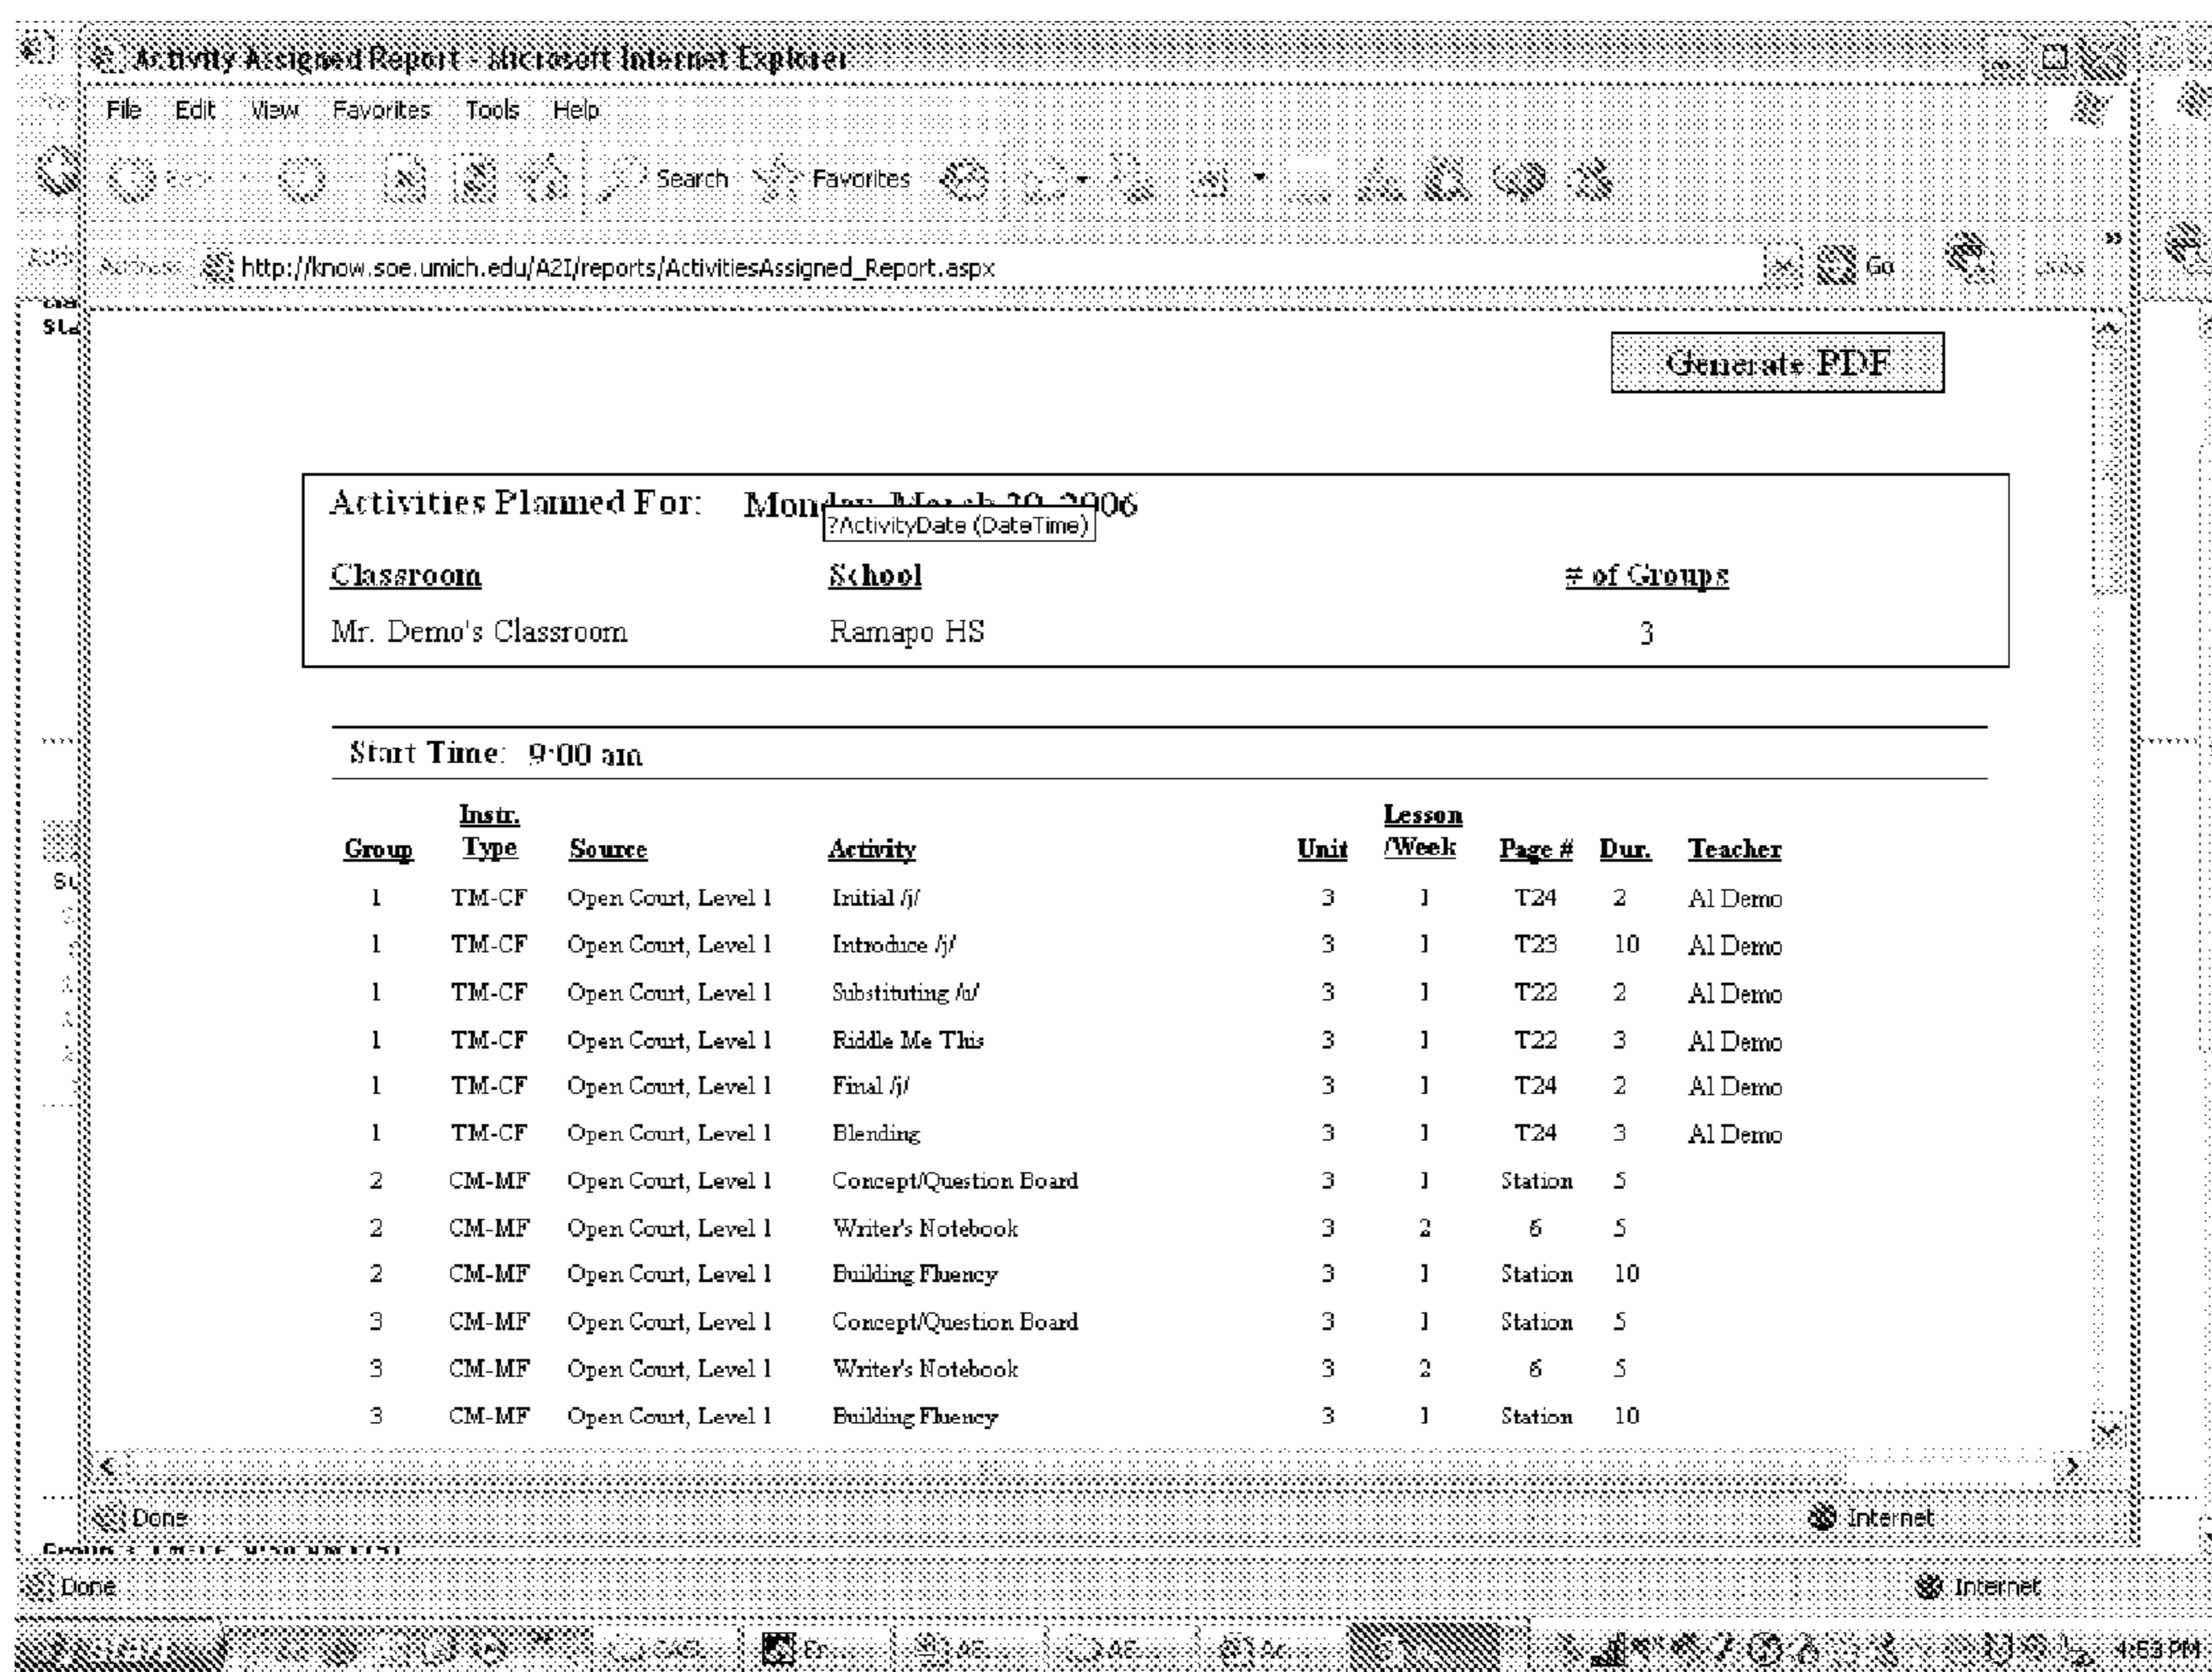 Activity Assigned Report - Microsoft Internet Explorer
File Edit View Favorites Tools Help
Search Favorites
http://know.soe.umich.edu/A2I/reports/ActivitiesAssigned_Report.aspx Go
Generate PDF
Activities Planned For: Monday, March 20, 2006
?ActivityDate (DateTime)
Classroom School # of Groups
Mr. Demo's Classroom Ramapo HS 3
Start Time: 9:00 am
Group Instr. Type Source Activity Unit Lesson /Week Page # Dur. Teacher
1 TM-CF Open Court, Level 1 Initial /j/ 3 1 T24 2 Al Demo
1 TM-CF Open Court, Level 1 Introduce /j/ 3 1 T23 10 Al Demo
1 TM-CF Open Court, Level 1 Substituting /u/ 3 1 T22 2 Al Demo
1 TM-CF Open Court, Level 1 Riddle Me This 3 1 T22 3 Al Demo
1 TM-CF Open Court, Level 1 Final /j/ 3 1 T24 2 Al Demo
1 TM-CF Open Court, Level 1 Blending 3 1 T24 3 Al Demo
2 CM-MF Open Court, Level 1 Concept/Question Board 3 1 Station 5
2 CM-MF Open Court, Level 1 Writer's Notebook 3 2 6 5
2 CM-MF Open Court, Level 1 Building Fluency 3 1 Station 10
3 CM-MF Open Court, Level 1 Concept/Question Board 3 1 Station 5
3 CM-MF Open Court, Level 1 Writer's Notebook 3 2 6 5
3 CM-MF Open Court, Level 1 Building Fluency 3 1 Station 10
Done Internet
Done Internet
4:53 PM